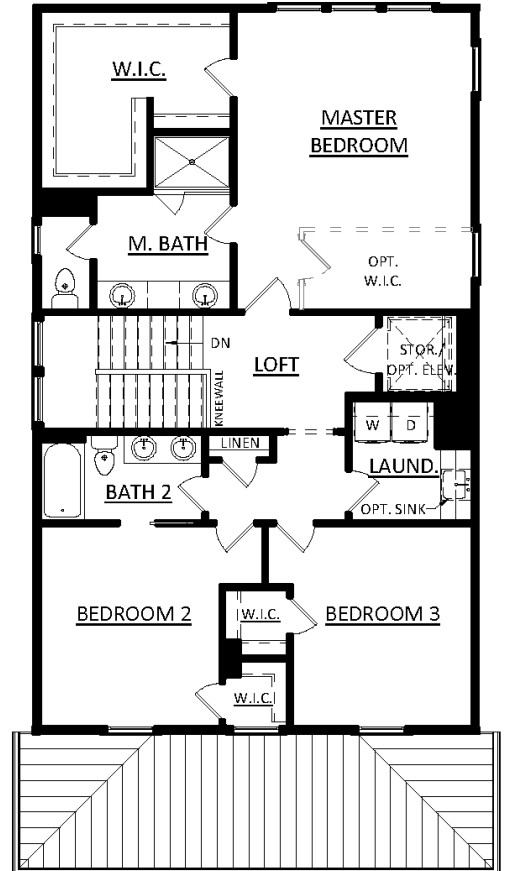 W.I.C.
MASTER
BEDROOM
M. BATH
OPT.
W.I.C.
DN
LOFT
STOR./
OPT. ELEV.
KNEEWALL
W
D
LINEN
LAUND.
BATH 2
OPT. SINK
BEDROOM 2
W.I.C.
BEDROOM 3
W.I.C.